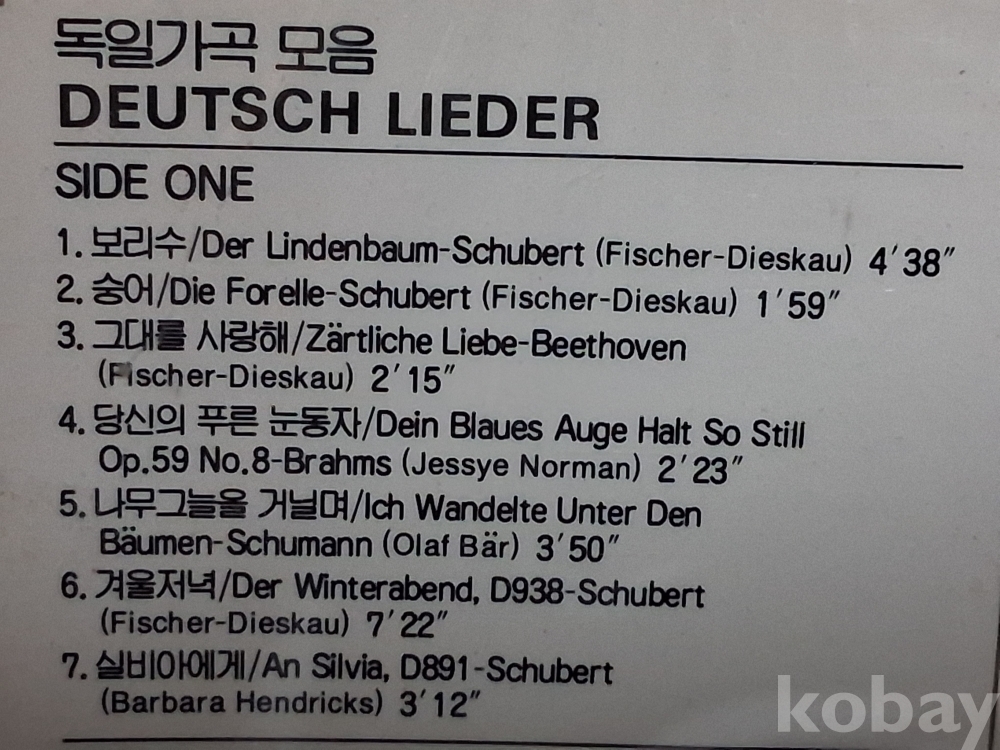 독일가곡 모음
DEUTSCH LIEDER
SIDE ONE
1. 보리수/Der Lindenbaum-Schubert (Fischer-Dieskau) 4′38″
2. 숭어/Die Forelle-Schubert (Fischer-Dieskau) 1′59″
3. 그대를 사랑해/Zärtliche Liebe-Beethoven
(Fischer-Dieskau) 2′15″
4. 당신의 푸른 눈동자/Dein Blaues Auge Halt So Still
Op.59 No.8-Brahms (Jessye Norman) 2′23″
5. 나무그늘울 거닐며/Ich Wandelte Unter Den
Bäumen-Schumann (Olaf Bär) 3′50″
6. 겨울저녁/Der Winterabend, D938-Schubert
(Fischer-Dieskau) 7′22″
7. 실비아에게/An Silvia, D891-Schubert
(Barbara Hendricks) 3′12″
kobay